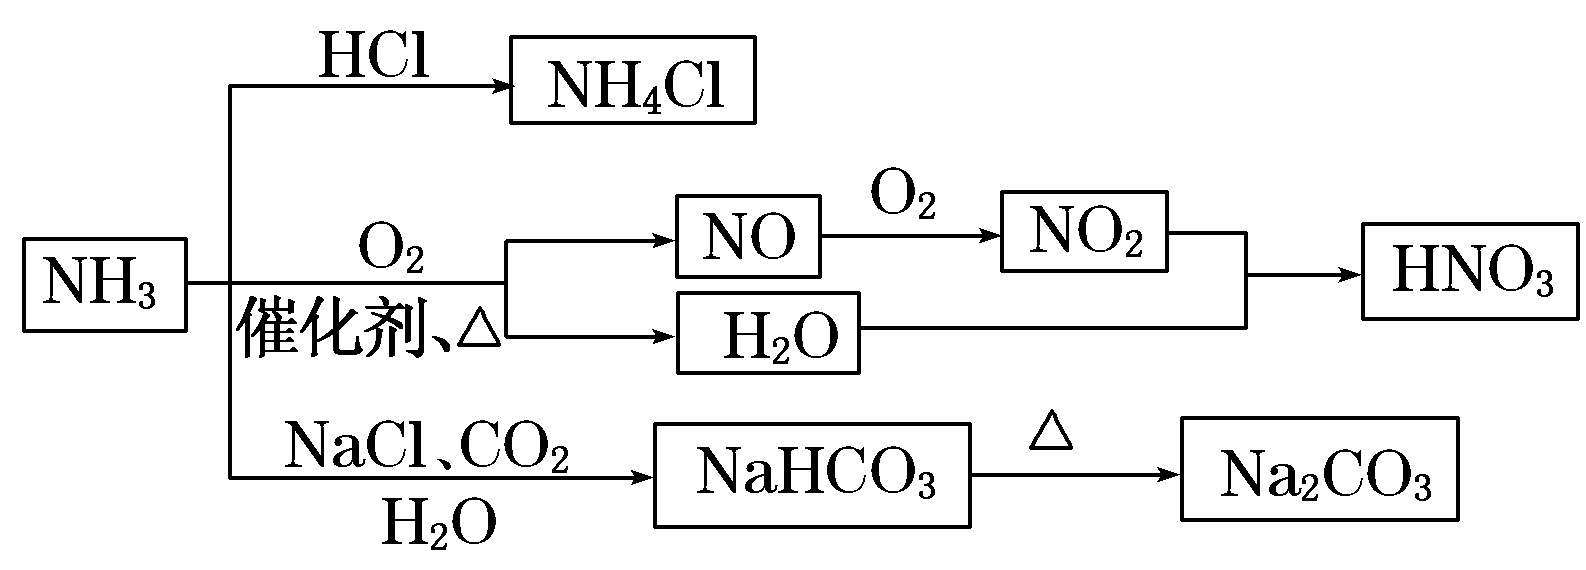 HCl
NH₄Cl
NH₃
O₂
催化剂、△
NO
O₂
NO₂
H₂O
HNO₃
NaCl、CO₂
H₂O
NaHCO₃
△
Na₂CO₃